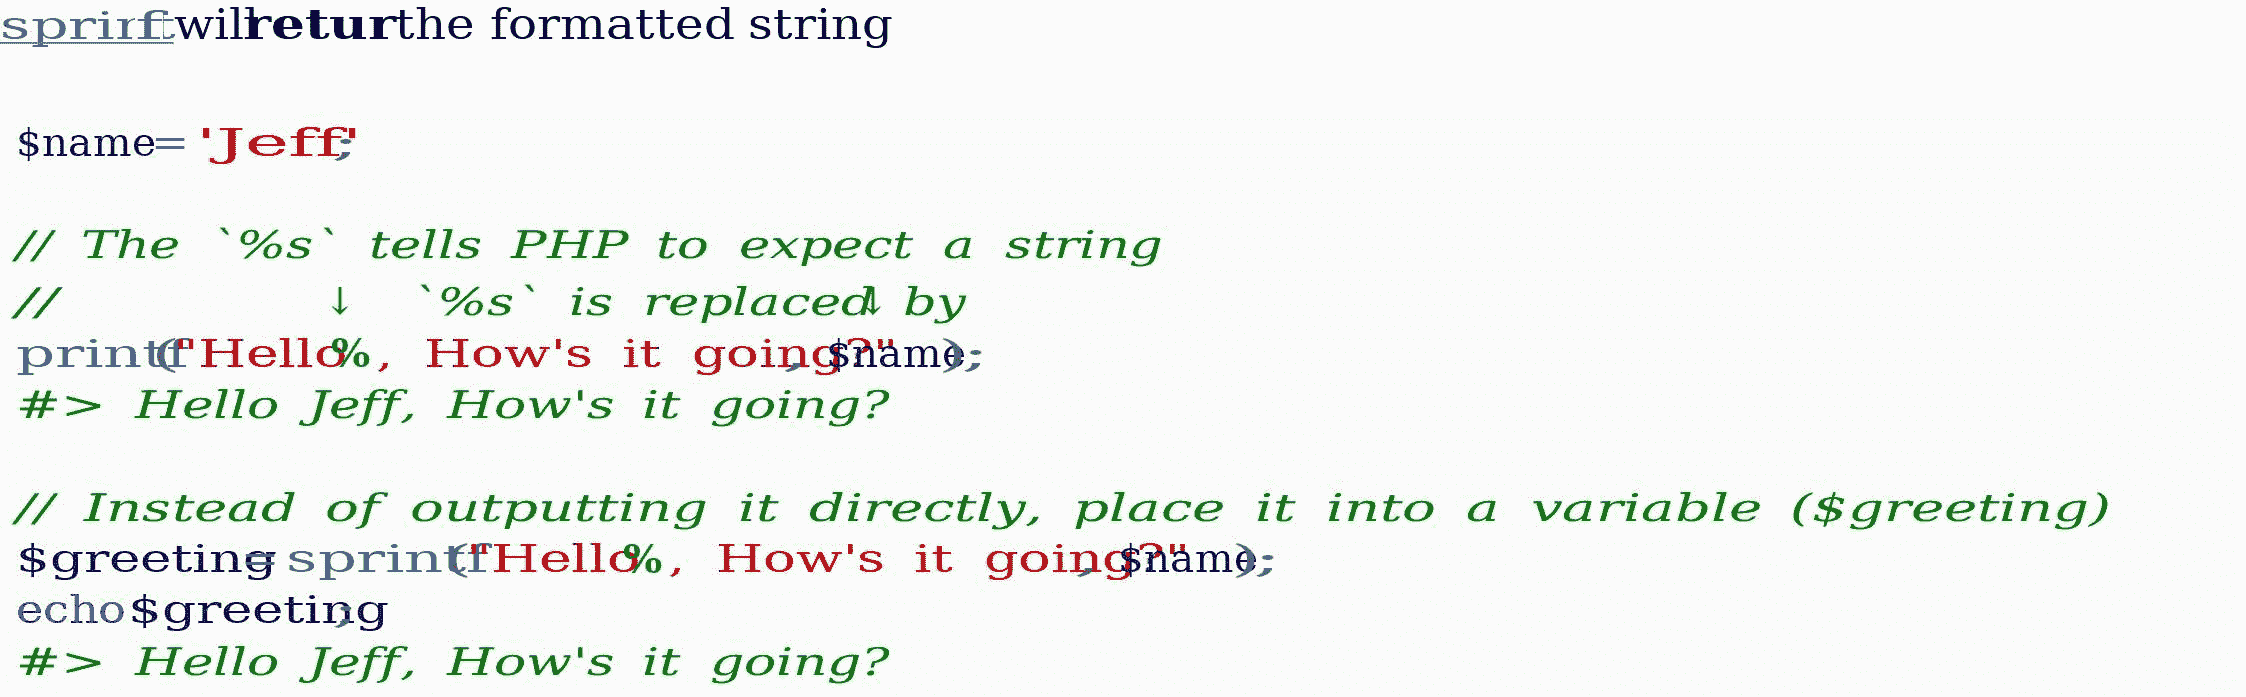 sprintf will return the formatted string
$name = 'Jeff';
// The `%s` tells PHP to expect a string
// ↓ `%s` is replaced by ↓
printf("Hello %, How's it going?", $name);
#> Hello Jeff, How's it going?
// Instead of outputting it directly, place it into a variable ($greeting)
$greeting = sprintf("Hello %, How's it going?", $name);
echo $greeting;
#> Hello Jeff, How's it going?